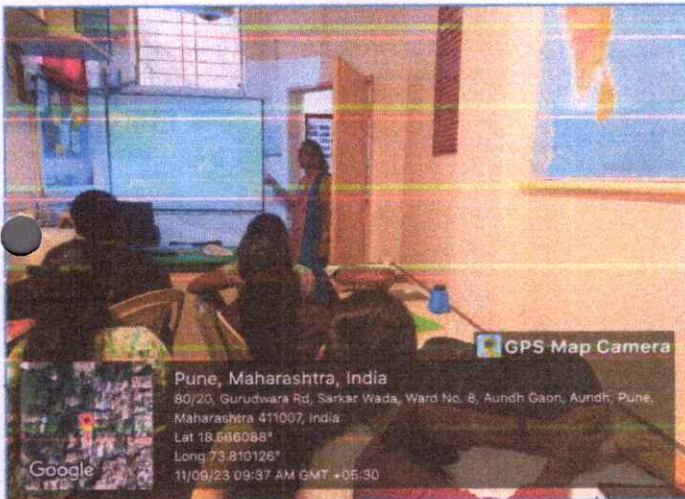 GPS Map Camera
Pune, Maharashtra, India
80/20, Gurudwara Rd, Sarkar Wada, Ward No. 8, Aundh Gaon, Aundh, Pune,
Maharashtra 411007, India
Lat 18.566088°
Long 73.810126°
11/09/23 09:37 AM GMT +05:30
Google